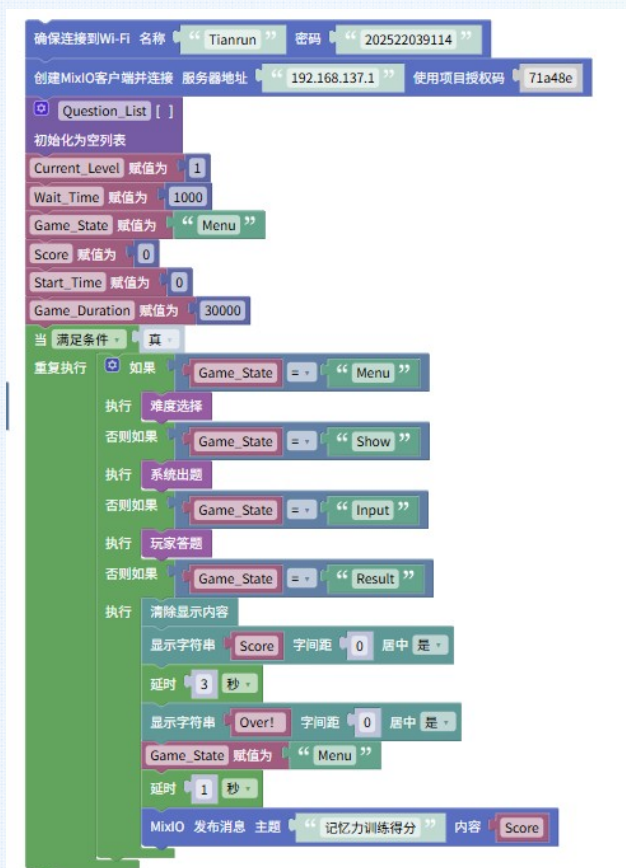 确保连接到Wi-Fi 名称 “ Tianrun ” 密码 “ 202522039114 ”
创建MixIO客户端并连接 服务器地址 “ 192.168.137.1 ” 使用项目授权码 71a48e
Question_List [ ]
初始化为空列表
Current_Level 赋值为 1
Wait_Time 赋值为 1000
Game_State 赋值为 “ Menu ”
Score 赋值为 0
Start_Time 赋值为 0
Game_Duration 赋值为 30000
当 满足条件 真
重复执行 如果 Game_State = “ Menu ”
执行 难度选择
否则如果 Game_State = “ Show ”
执行 系统出题
否则如果 Game_State = “ Input ”
执行 玩家答题
否则如果 Game_State = “ Result ”
执行 清除显示内容
显示字符串 Score 字间距 0 居中 是
延时 3 秒
显示字符串 Over! 字间距 0 居中 是
Game_State 赋值为 “ Menu ”
延时 1 秒
MixIO 发布消息 主题 “ 记忆力训练得分 ” 内容 Score